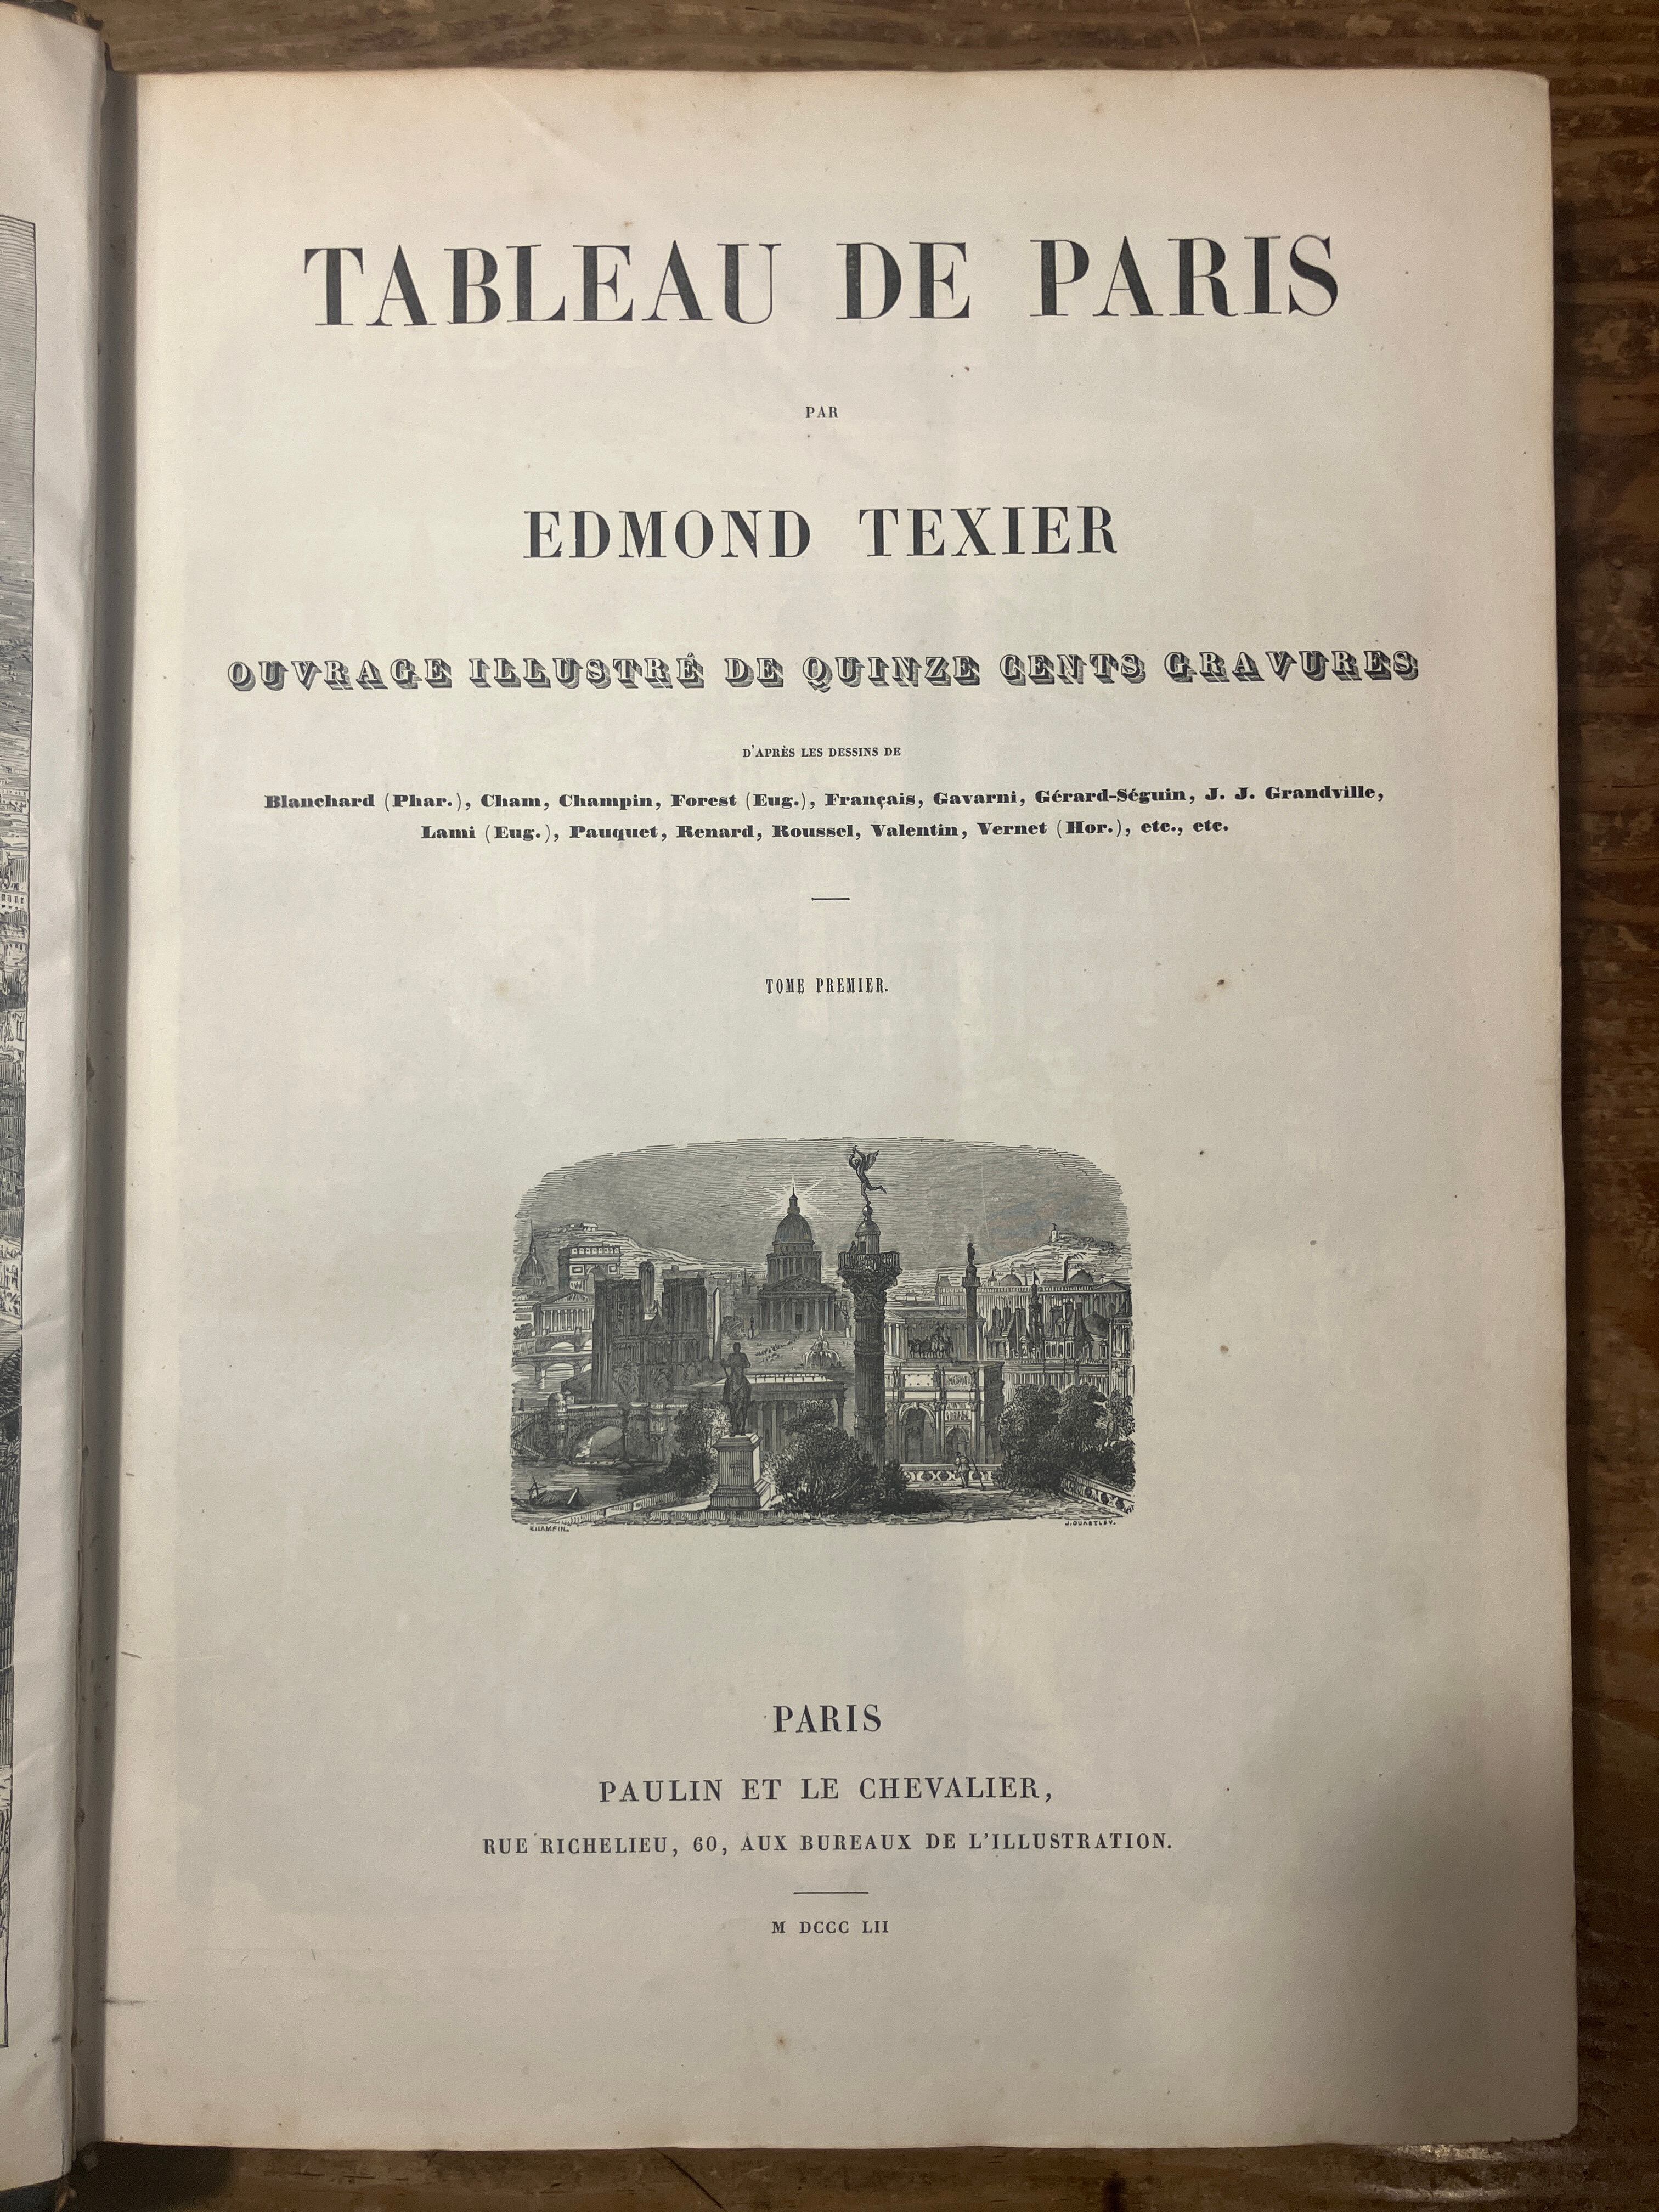 TABLEAU DE PARIS
PAR
EDMOND TEXIER
OUVRAGE ILLUSTRÉ DE QUINZE CENTS GRAVURES
D'APRÈS LES DESSINS DE
Blanchard (Phar.), Cham, Champin, Forest (Eug.), Français, Gavarni, Gérard-Séguin, J. J. Grandville,
Lami (Eug.), Pauquet, Renard, Roussel, Valentin, Vernet (Hor.), etc., etc.
TOME PREMIER.
CHAMPIN.
PARIS
PAULIN ET LE CHEVALIER,
RUE RICHELIEU, 60, AUX BUREAUX DE L'ILLUSTRATION.
M DCCC LII